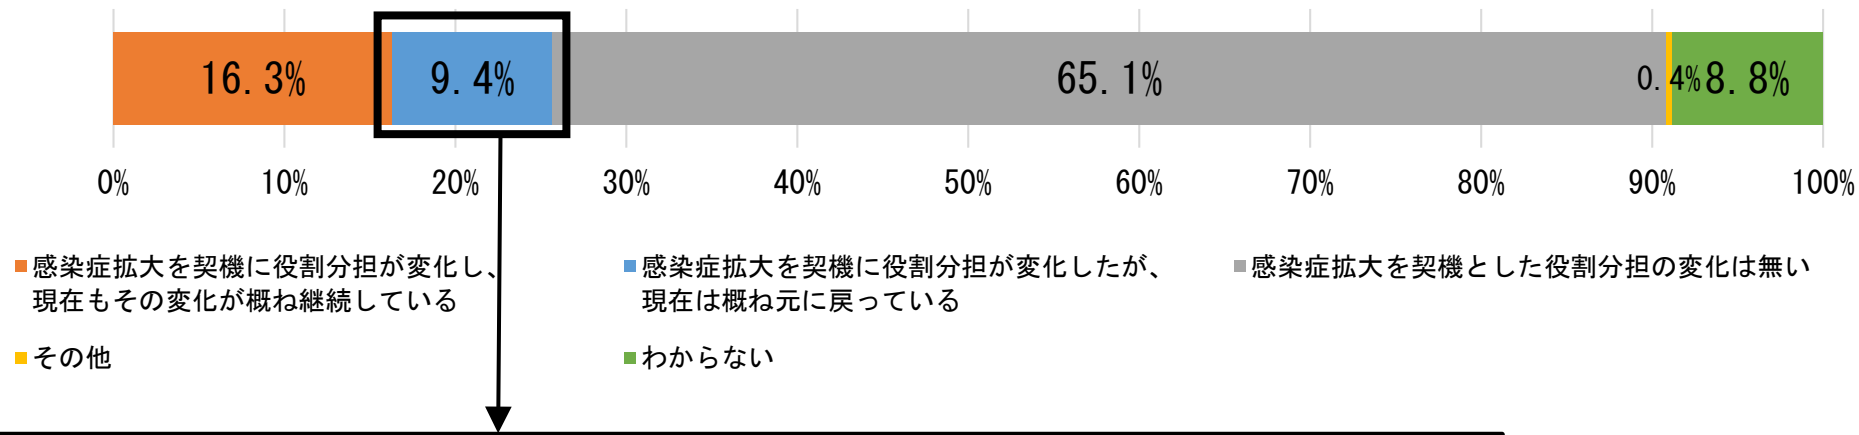 16.3% 9.4% 65.1% 0.4% 8.8%
0% 10% 20% 30% 40% 50% 60% 70% 80% 90% 100%
感染症拡大を契機に役割分担が変化し、
現在もその変化が概ね継続している
感染症拡大を契機に役割分担が変化したが、
現在は概ね元に戻っている
感染症拡大を契機とした役割分担の変化は無い
その他
わからない